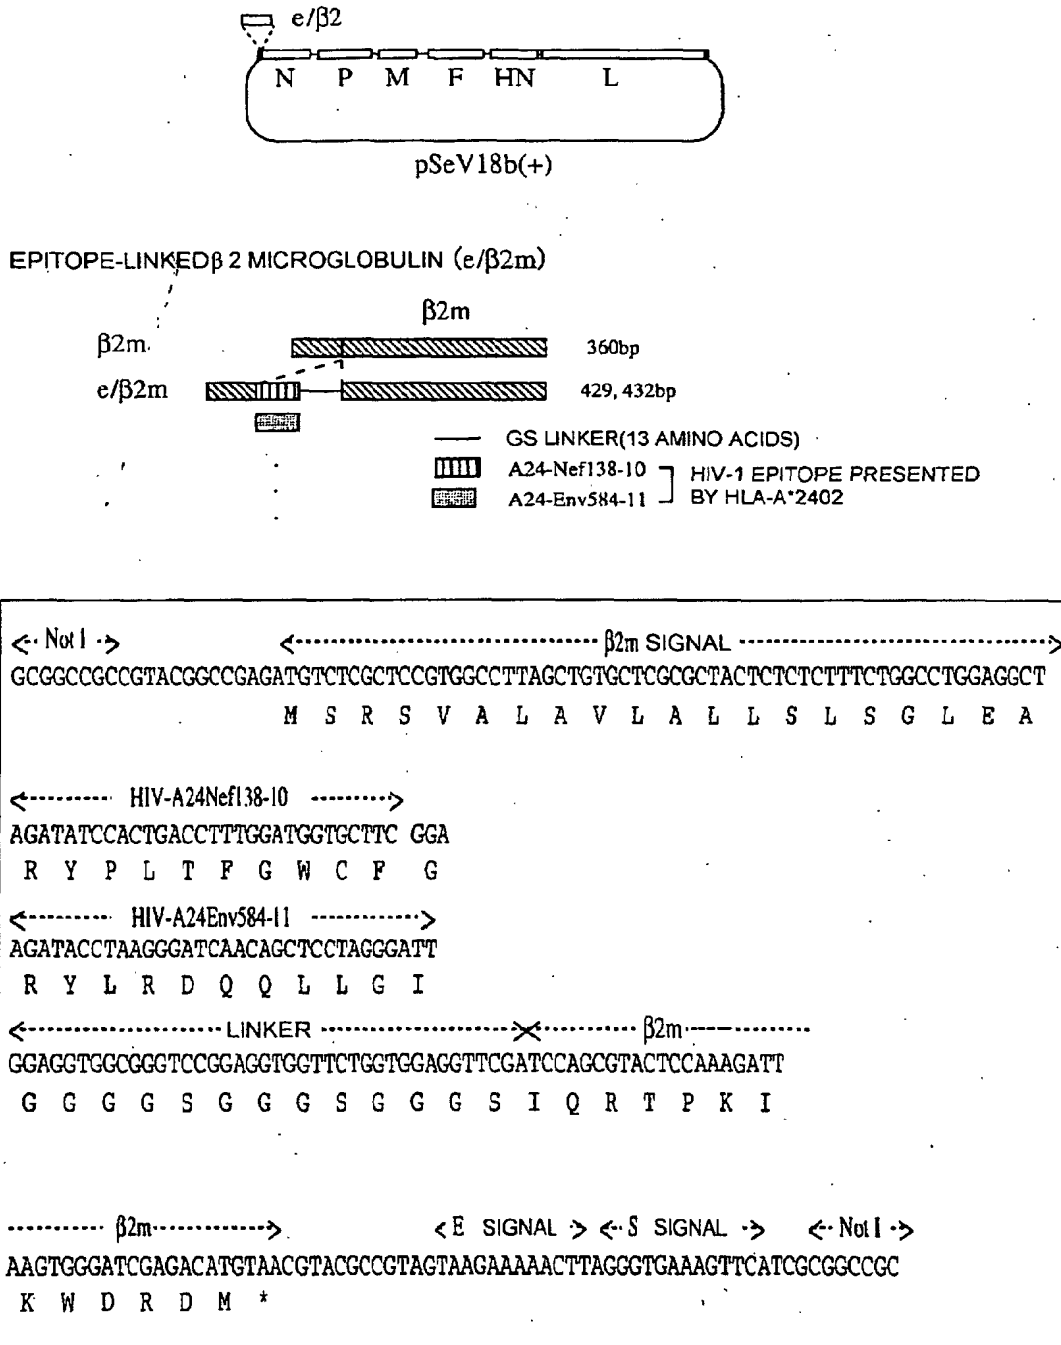 e/β2
N P M F HN L
pSeV18b(+)
EPITOPE-LINKEDβ 2 MICROGLOBULIN (e/β2m)
β2m
β2m
360bp
e/β2m
429, 432bp
GS LINKER(13 AMINO ACIDS)
A24-Nef138-10
A24-Env584-11
HIV-1 EPITOPE PRESENTED
BY HLA-A*2402
Not I β2m SIGNAL
GCGGCCGCCGTACGGCCGAGATGTCTCGCTCCGTGGCCTTAGCTGTGCTCGCGCTACTCTCTCTTTCTGGCCTGGAGGCT
M S R S V A L A V L A L L S L S G L E A
HIV-A24Nef138-10
AGATATCCACTGACCTTTGGATGGTGCTTC GGA
R Y P L T F G W C F G
HIV-A24Env584-11
AGATACCTAAGGGATCAACAGCTCCTAGGGATT
R Y L R D Q Q L L G I
LINKER β2m
GGAGGTGGCGGGTCCGGAGGTGGTTCTGGTGGAGGTTCGATCCAGCGTACTCCAAAGATT
G G G G S G G G S G G G S I Q R T P K I
β2m E SIGNAL S SIGNAL Not I
AAGTGGGATCGAGACATGTAACGTACGCCGTAGTAAGAAAAACTTAGGGTGAAAGTTCATCGCGGCCGC
K W D R D M *